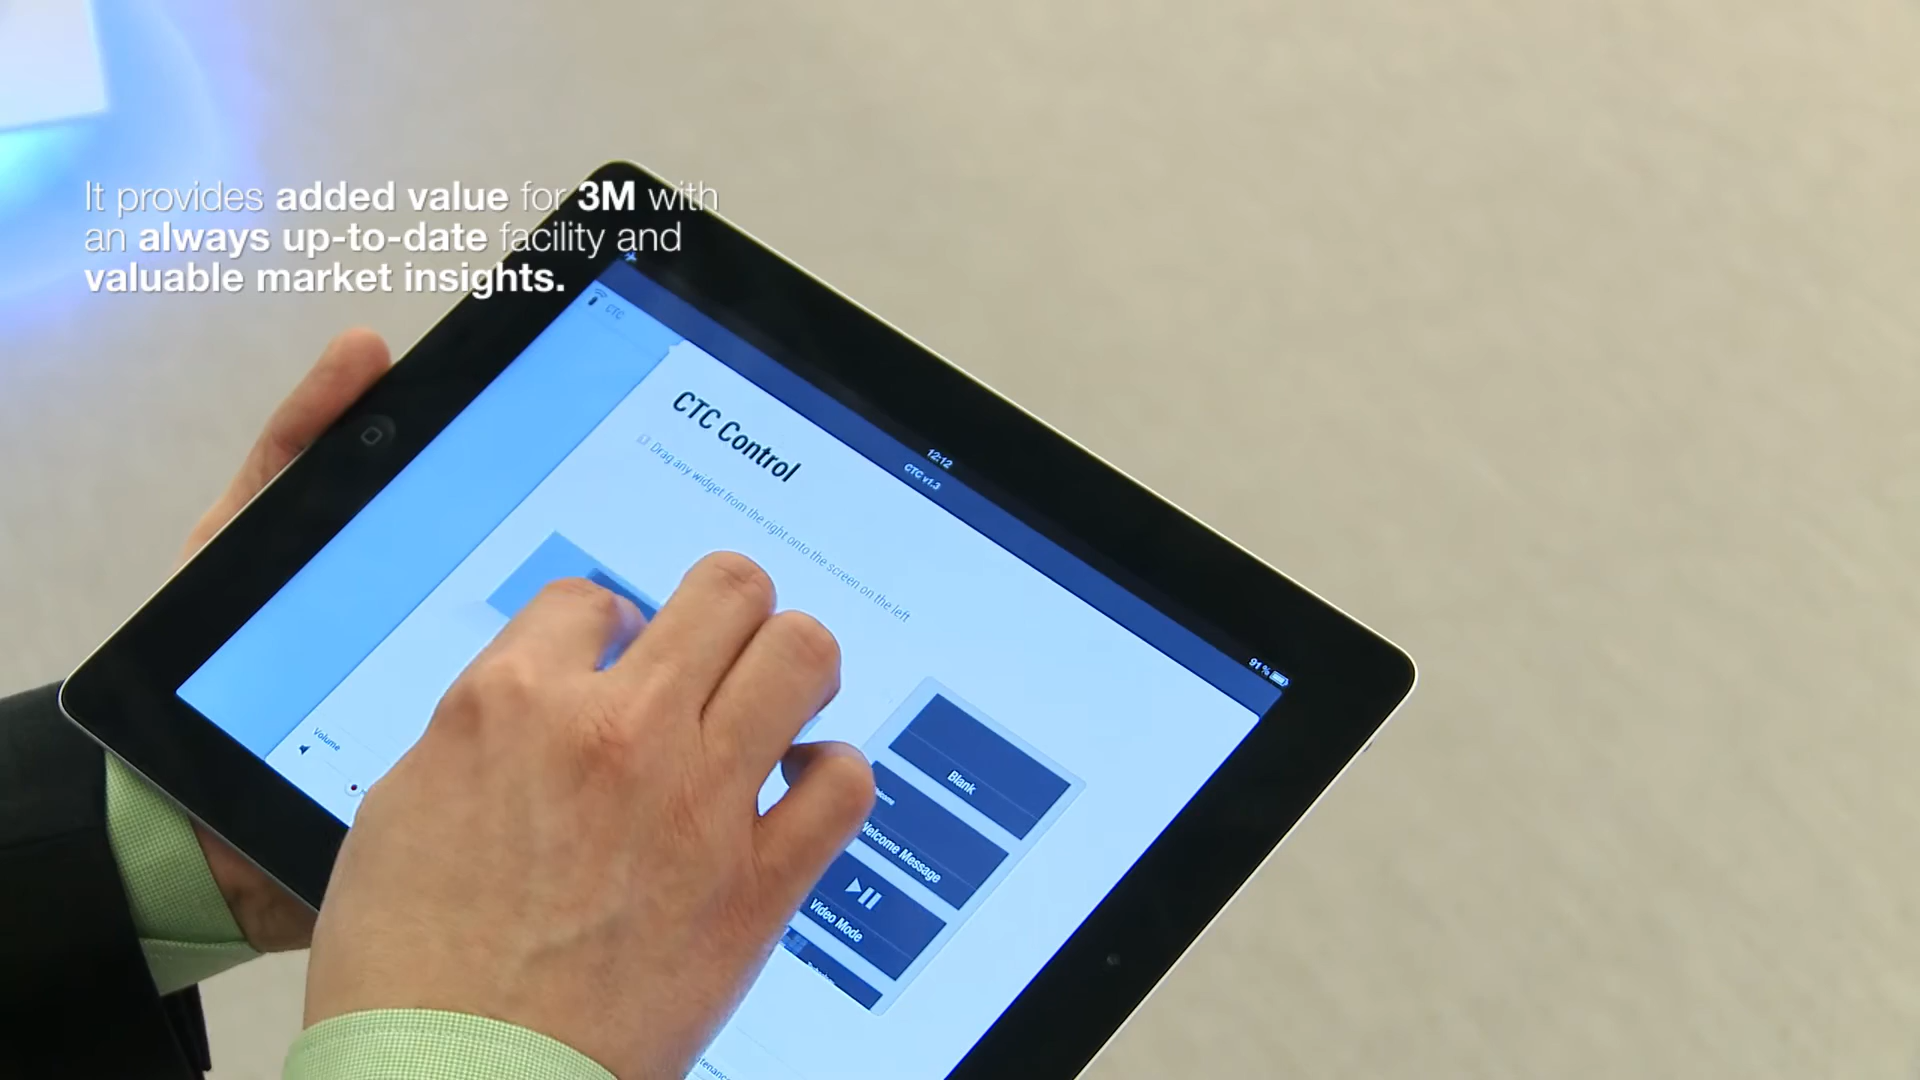 It provides added value for 3M with
an always up-to-date facility and
valuable market insights.
CTC
12:12
CTC v1.3
91 %
CTC Control
Drag any widget from the right onto the screen on the left
Volume
Blank
Welcome Message
Video Mode